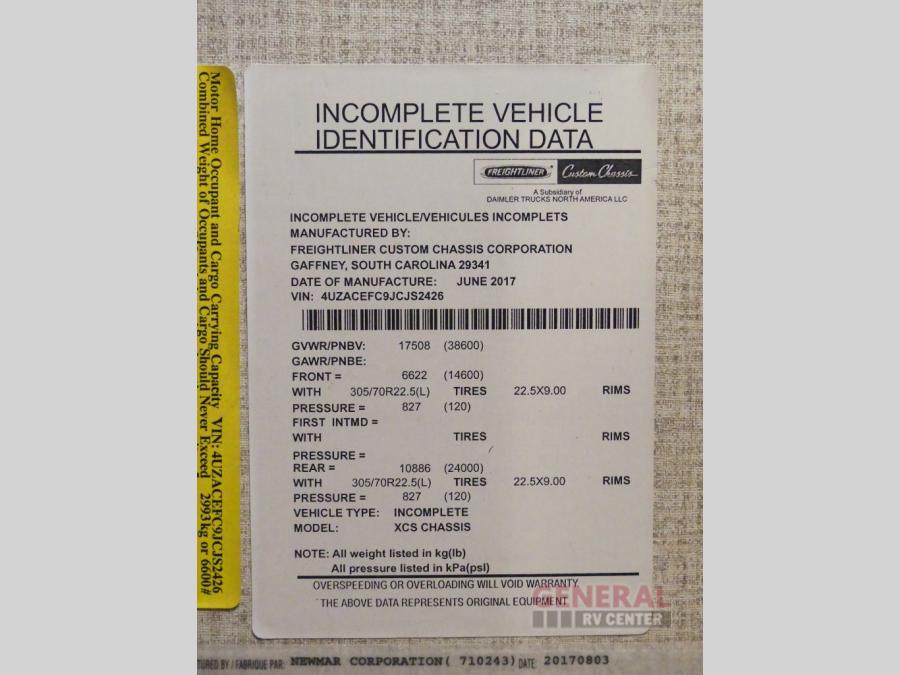 Motor Home Occupant and Cargo Carrying Capacity VIN: 4UZACEFC9JCJS2426
Combined Weight of Occupants and Cargo Should Never Exceed 2993 kg or 6600#
INCOMPLETE VEHICLE
IDENTIFICATION DATA
FREIGHTLINER Custom Chassis
A Subsidiary of
DAIMLER TRUCKS NORTH AMERICA LLC
INCOMPLETE VEHICLE/VEHICULES INCOMPLETS
MANUFACTURED BY:
FREIGHTLINER CUSTOM CHASSIS CORPORATION
GAFFNEY, SOUTH CAROLINA 29341
DATE OF MANUFACTURE: JUNE 2017
VIN: 4UZACEFC9JCJS2426
GVWR/PNBV: 17508 (38600)
GAWR/PNBE:
FRONT = 6622 (14600)
WITH 305/70R22.5(L) TIRES 22.5X9.00 RIMS
PRESSURE = 827 (120)
FIRST INTMD =
WITH TIRES RIMS
PRESSURE =
REAR = 10886 (24000)
WITH 305/70R22.5(L) TIRES 22.5X9.00 RIMS
PRESSURE = 827 (120)
VEHICLE TYPE: INCOMPLETE
MODEL: XCS CHASSIS
NOTE: All weight listed in kg(lb)
All pressure listed in kPa(psl)
OVERSPEEDING OR OVERLOADING WILL VOID WARRANTY.
THE ABOVE DATA REPRESENTS ORIGINAL EQUIPMENT.
GENERAL
RV CENTER
TURED BY / FABRIQUE PAR: NEWMAR CORPORATION( 710243) DATE 20170803